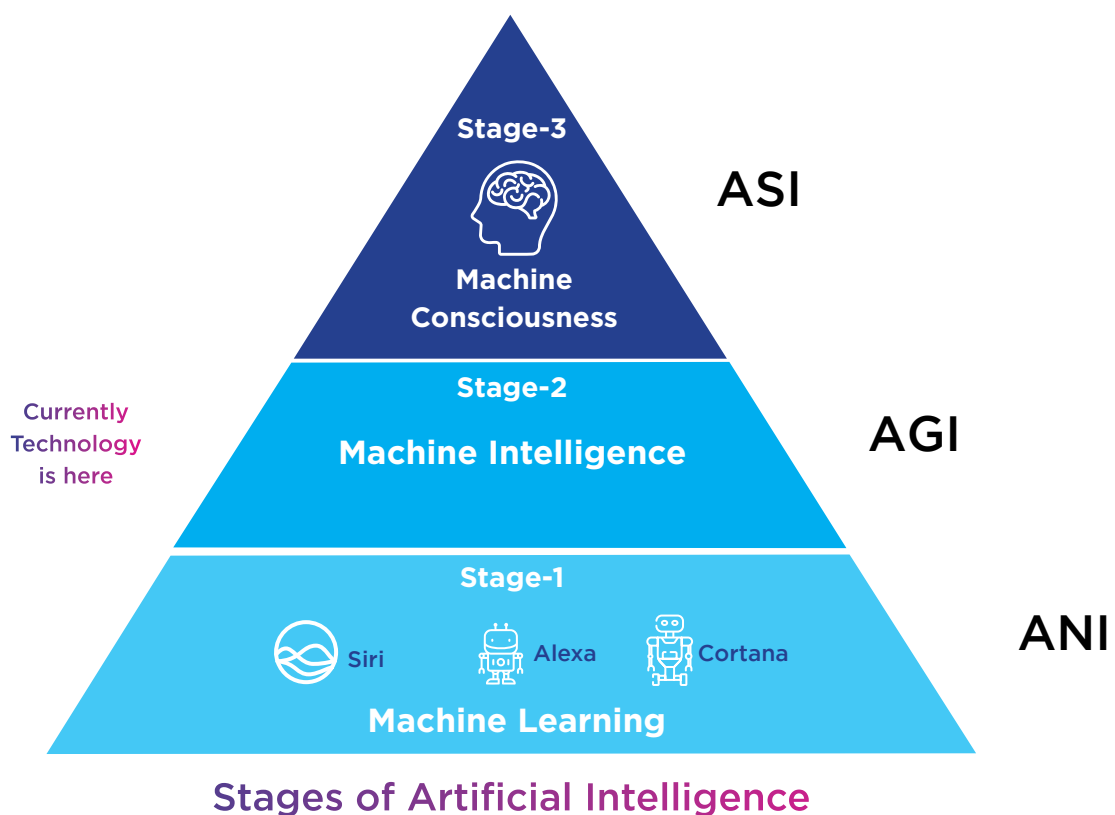 Stage-3
Machine
Consciousness
ASI
Stage-2
Machine Intelligence
AGI
Currently
Technology
is here
Stage-1
Siri
Alexa
Cortana
Machine Learning
ANI
Stages of Artificial Intelligence